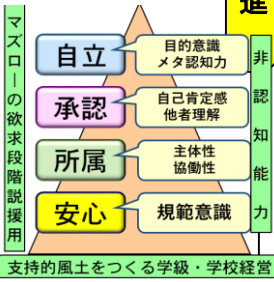 進
マズローの欲求段階説援用
自立
目的意識
メタ認知力
承認
自己肯定感
他者理解
所属
主体性
協働性
安心
規範意識
非認知能力
支持的風土をつくる学級・学校経営